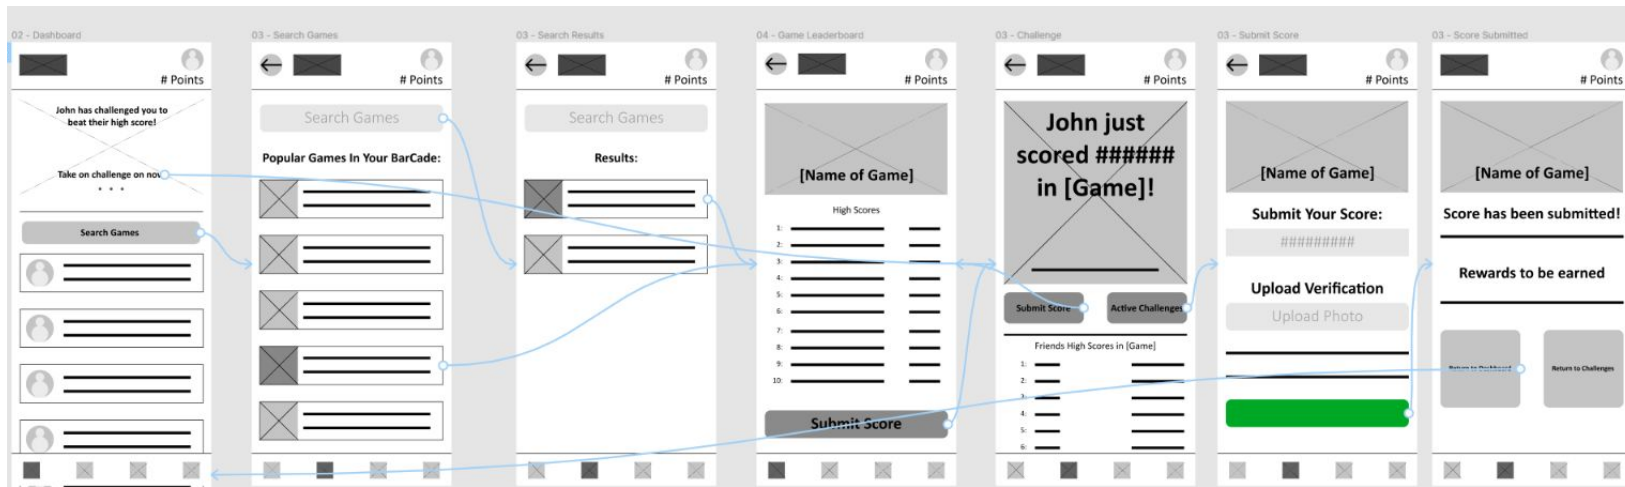 02 - Dashboard
# Points
John has challenged you to
beat their high score!
Take on challenge on now
Search Games
03 - Search Games
# Points
Search Games
Popular Games In Your BarCade:
03 - Search Results
# Points
Search Games
Results:
04 - Game Leaderboard
# Points
[Name of Game]
High Scores
1:
2:
3:
4:
5:
6:
7:
8:
9:
10:
Submit Score
03 - Challenge
# Points
John just
scored ######
in [Game]!
Submit Score
Active Challenges
Friends High Scores in [Game]
1:
2:
3:
4:
5:
6:
03 - Submit Score
# Points
[Name of Game]
Submit Your Score:
#########
Upload Verification
Upload Photo
03 - Score Submitted
# Points
[Name of Game]
Score has been submitted!
Rewards to be earned
Return to Dashboard
Return to Challenges